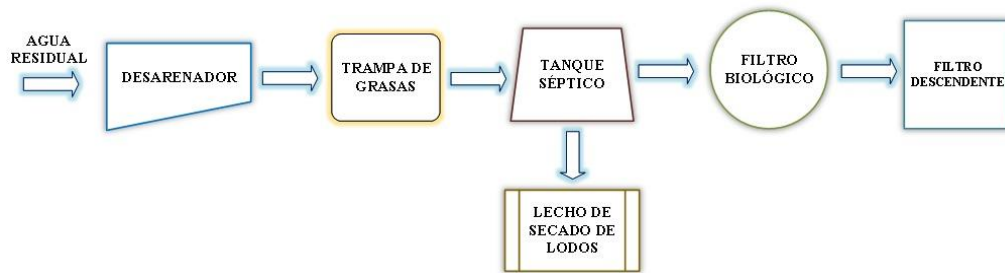 AGUA
RESIDUAL
DESARENADOR
TRAMPA DE
GRASAS
TANQUE
SÉPTICO
FILTRO
BIOLÓGICO
FILTRO
DESCENDENTE
LECHO DE
SECADO DE
LODOS